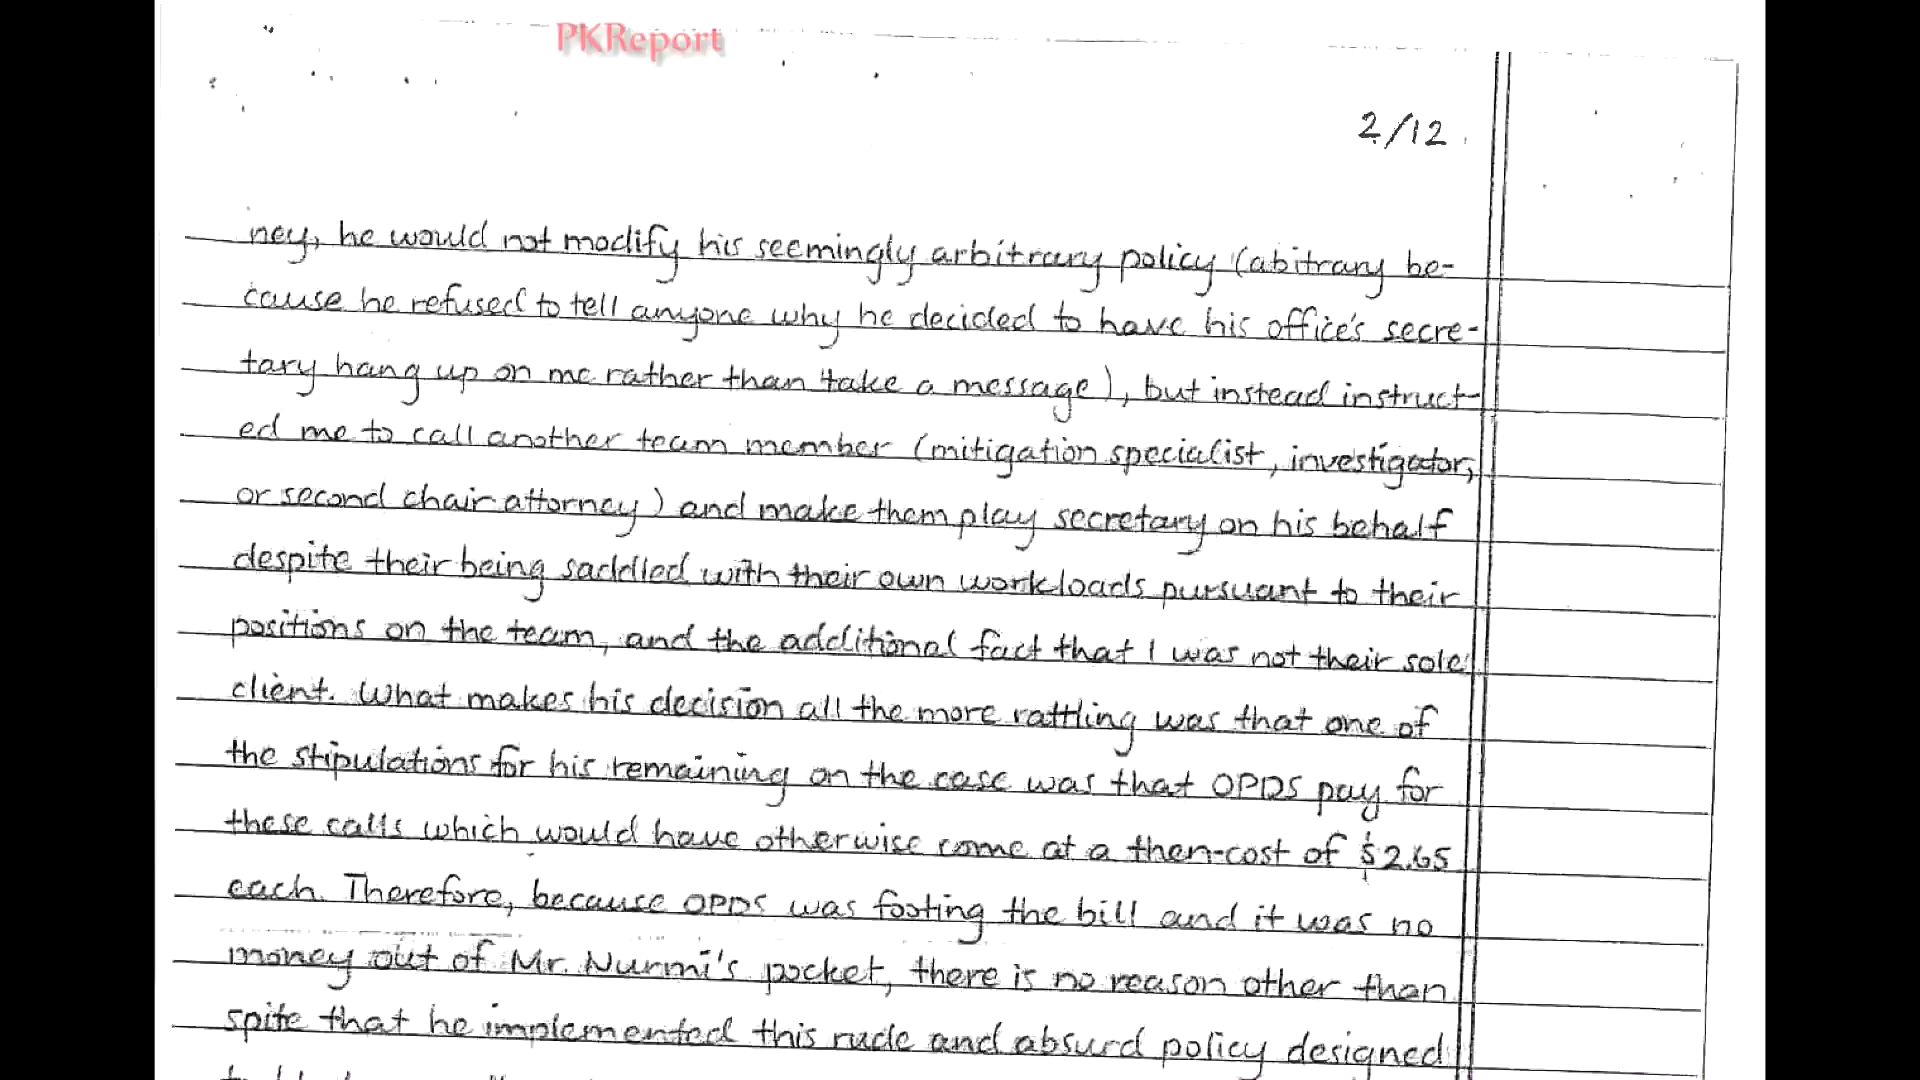 PKReport
2/12
ney, he would not modify his seemingly arbitrary policy (abitrary be-
cause he refused to tell anyone why he decided to have his office's secre-
tary hang up on me rather than take a message), but instead instruct-
ed me to call another team member (mitigation specialist, investigator,
or second chair attorney) and make them play secretary on his behalf
despite their being saddled with their own workloads pursuant to their
positions on the team, and the additional fact that I was not their sole
client. What makes his decision all the more rattling was that one of
the stipulations for his remaining on the case was that OPDS pay for
these calls which would have otherwise come at a then-cost of $2.65
each. Therefore, because OPDS was footing the bill and it was no
money out of Mr. Nurmi's pocket, there is no reason other than
spite that he implemented this rude and absurd policy designed